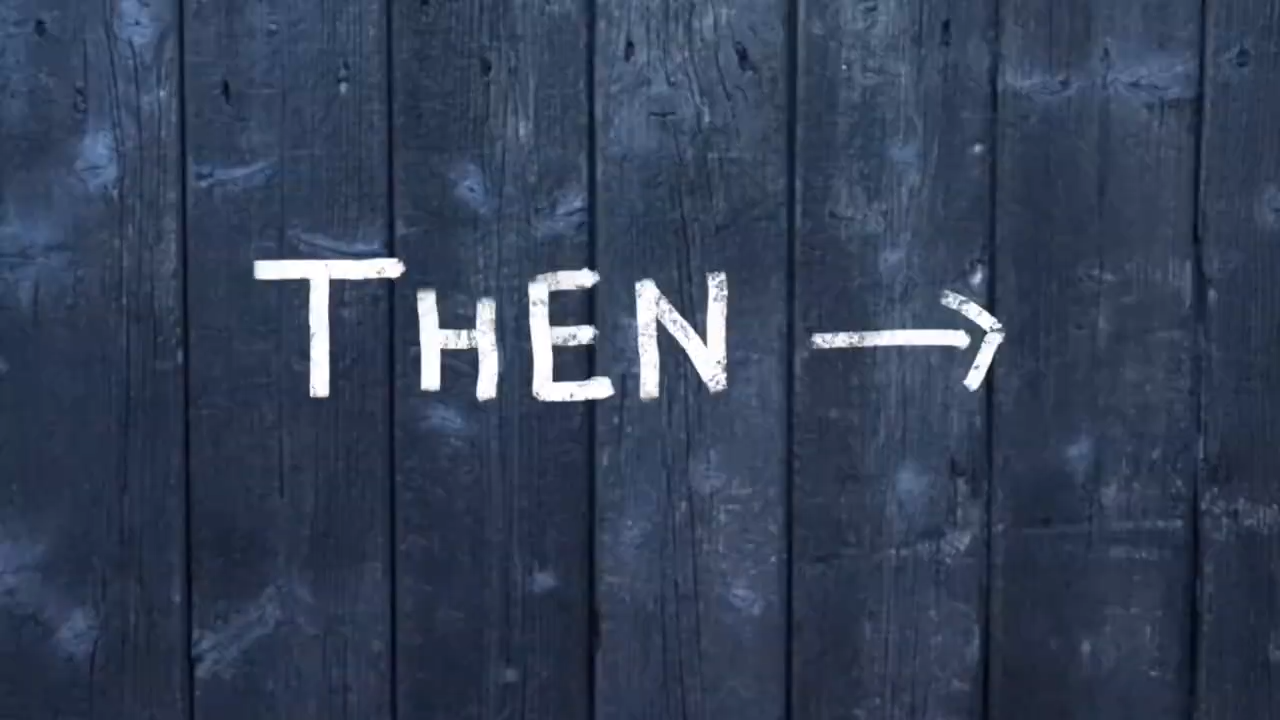 THEN →